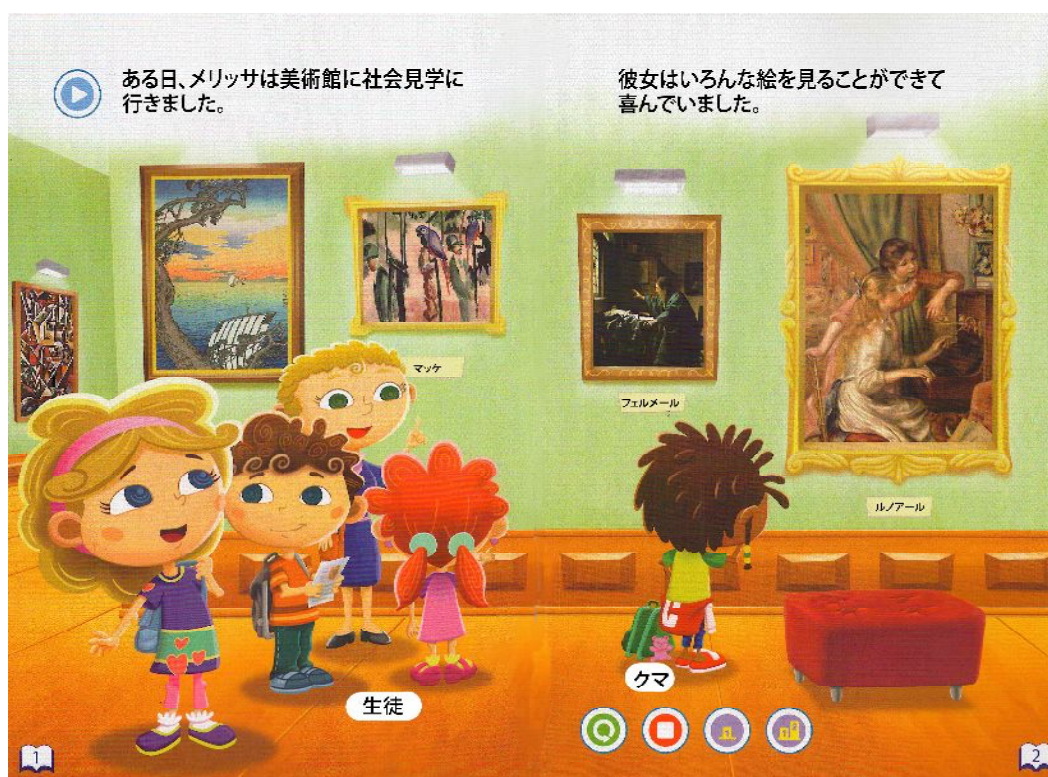 ある日、メリッサは美術館に社会見学に
行きました。
彼女はいろんな絵を見ることができて
喜んでいました。
マッケ
フェルメール
ルノアール
クマ
生徒
1
2